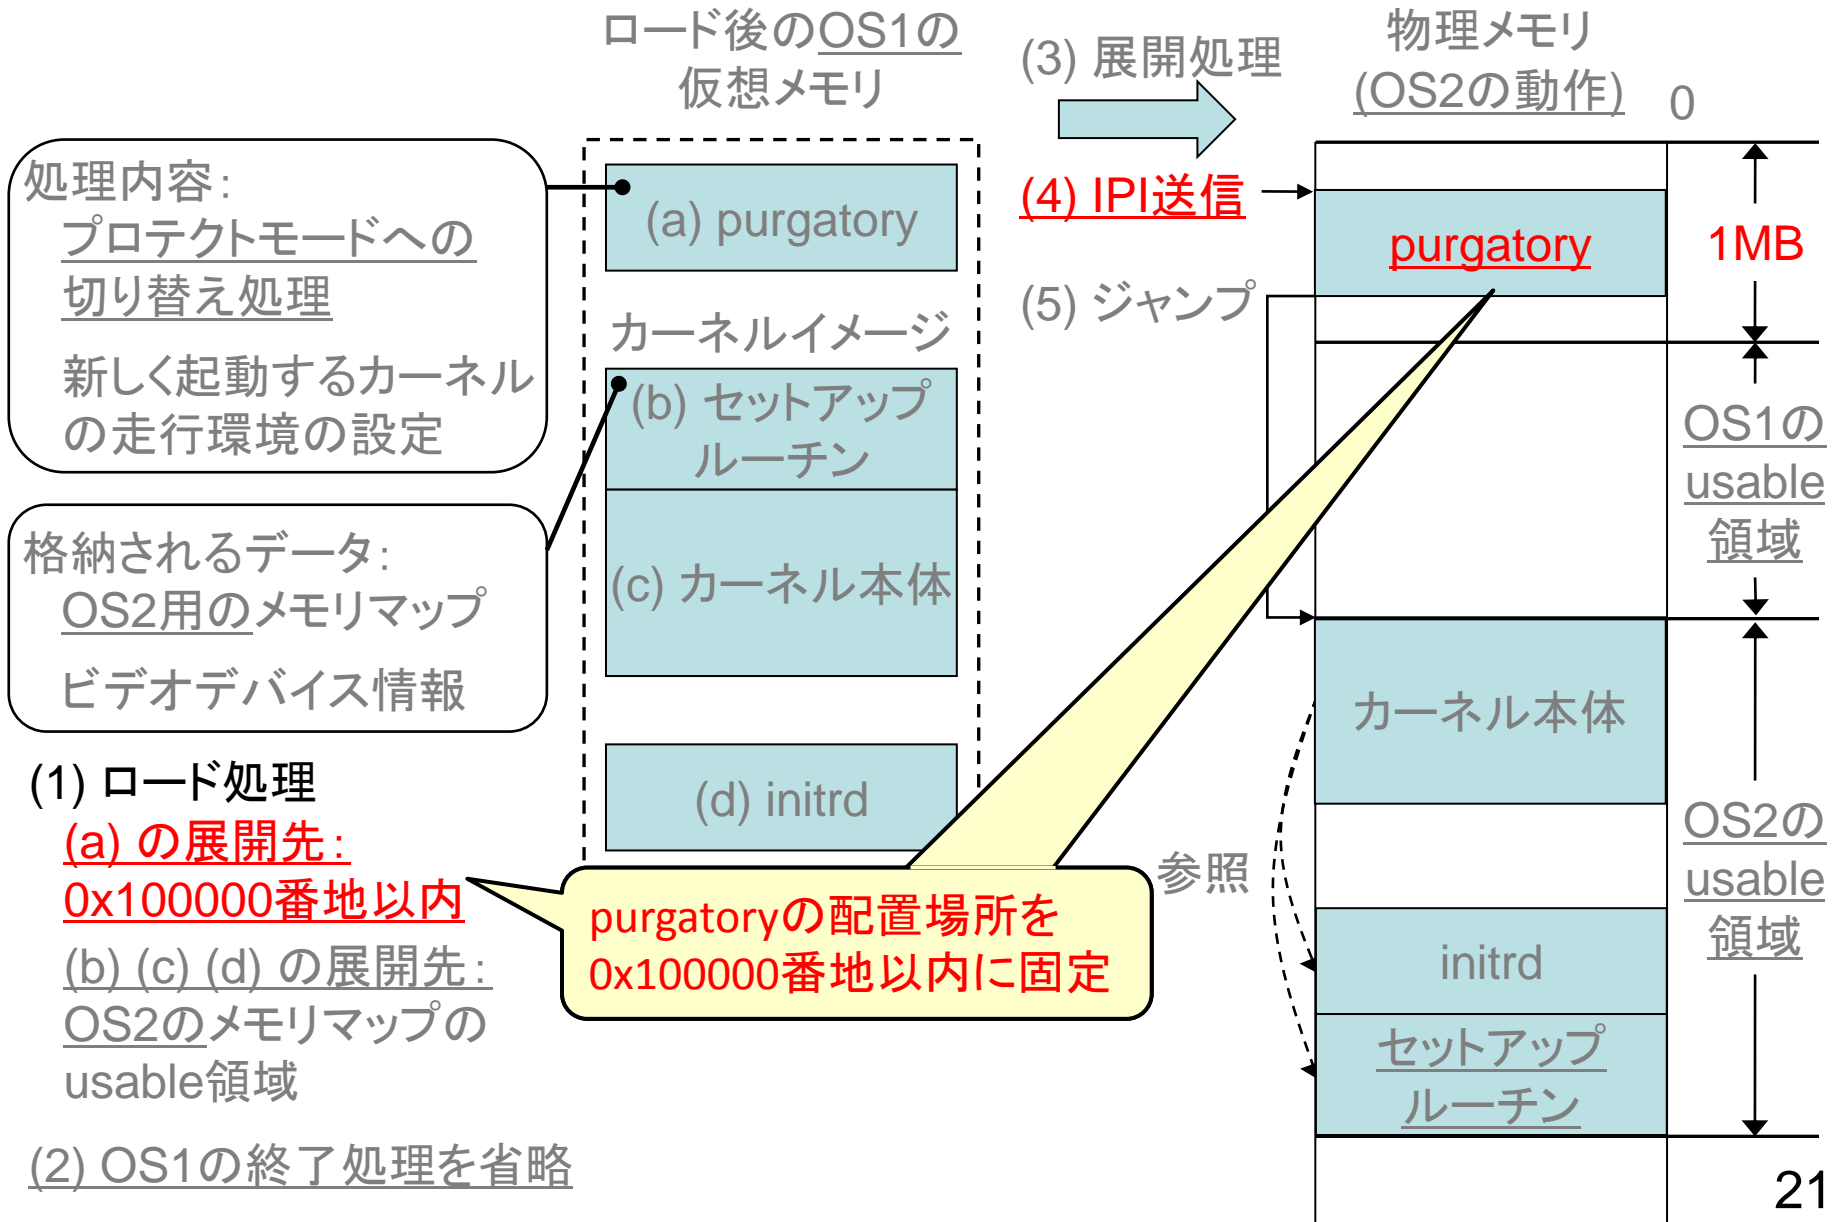 ロード後のOS1の
仮想メモリ
(3) 展開処理
物理メモリ
(OS2の動作)
0
処理内容:
プロテクトモードへの
切り替え処理
新しく起動するカーネル
の走行環境の設定
(a) purgatory
(4) IPI送信
purgatory
1MB
(5) ジャンプ
カーネルイメージ
(b) セットアップ
ルーチン
(c) カーネル本体
OS1の
usable
領域
格納されるデータ:
OS2用のメモリマップ
ビデオデバイス情報
カーネル本体
(d) initrd
(1) ロード処理
(a) の展開先:
0x100000番地以内
(b) (c) (d) の展開先:
OS2のメモリマップの
usable領域
(2) OS1の終了処理を省略
purgatoryの配置場所を
0x100000番地以内に固定
参照
OS2の
usable
領域
initrd
セットアップ
ルーチン
21